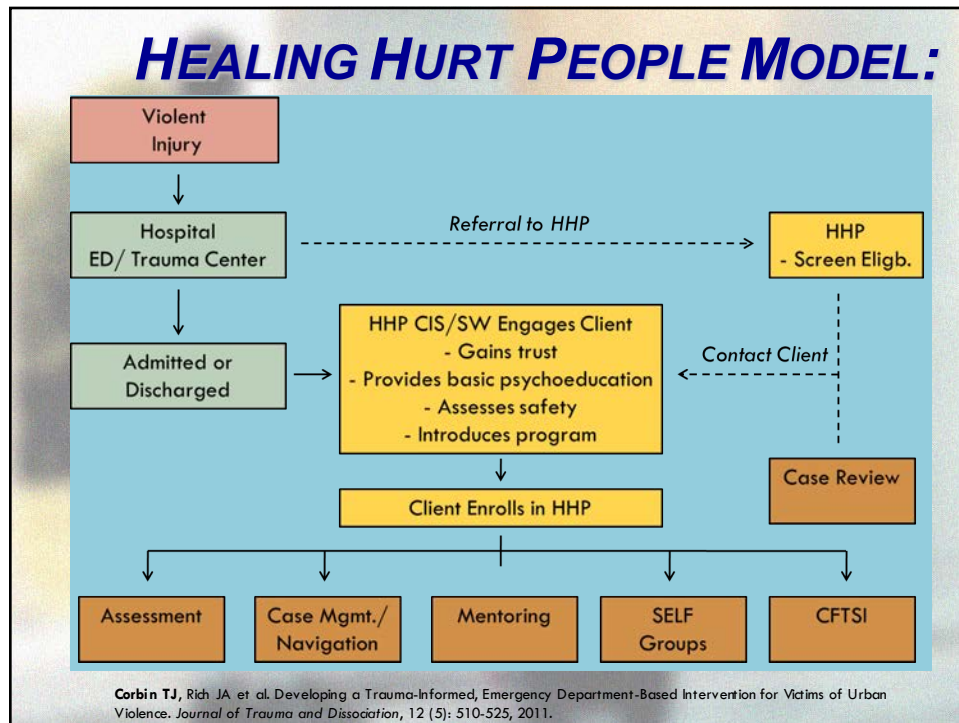 HEALING HURT PEOPLE MODEL:
Violent
Injury
Hospital
ED/ Trauma Center
Referral to HHP
HHP
- Screen Eligb.
Admitted or
Discharged
HHP CIS/SW Engages Client
- Gains trust
- Provides basic psychoeducation
- Assesses safety
- Introduces program
Contact Client
Case Review
Client Enrolls in HHP
Assessment
Case Mgmt./
Navigation
Mentoring
SELF
Groups
CFTSI
Corbin TJ, Rich JA et al. Developing a Trauma-Informed, Emergency Department-Based Intervention for Victims of Urban
Violence. Journal of Trauma and Dissociation, 12 (5): 510-525, 2011.